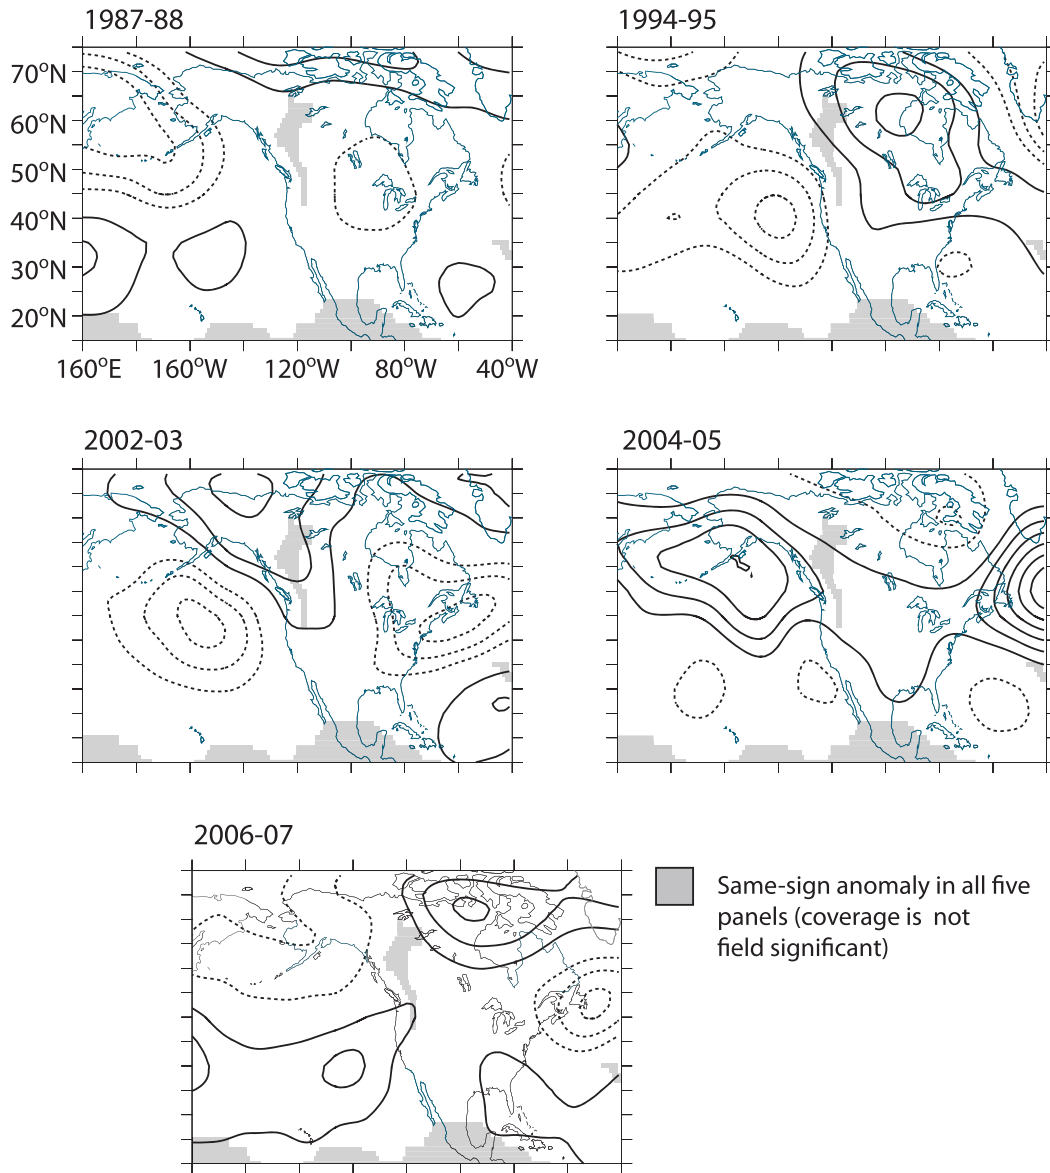 1987-88
1994-95
70°N
60°N
50°N
40°N
30°N
20°N
160°E 160°W 120°W 80°W 40°W
2002-03
2004-05
2006-07
Same-sign anomaly in all five
panels (coverage is not
field significant)